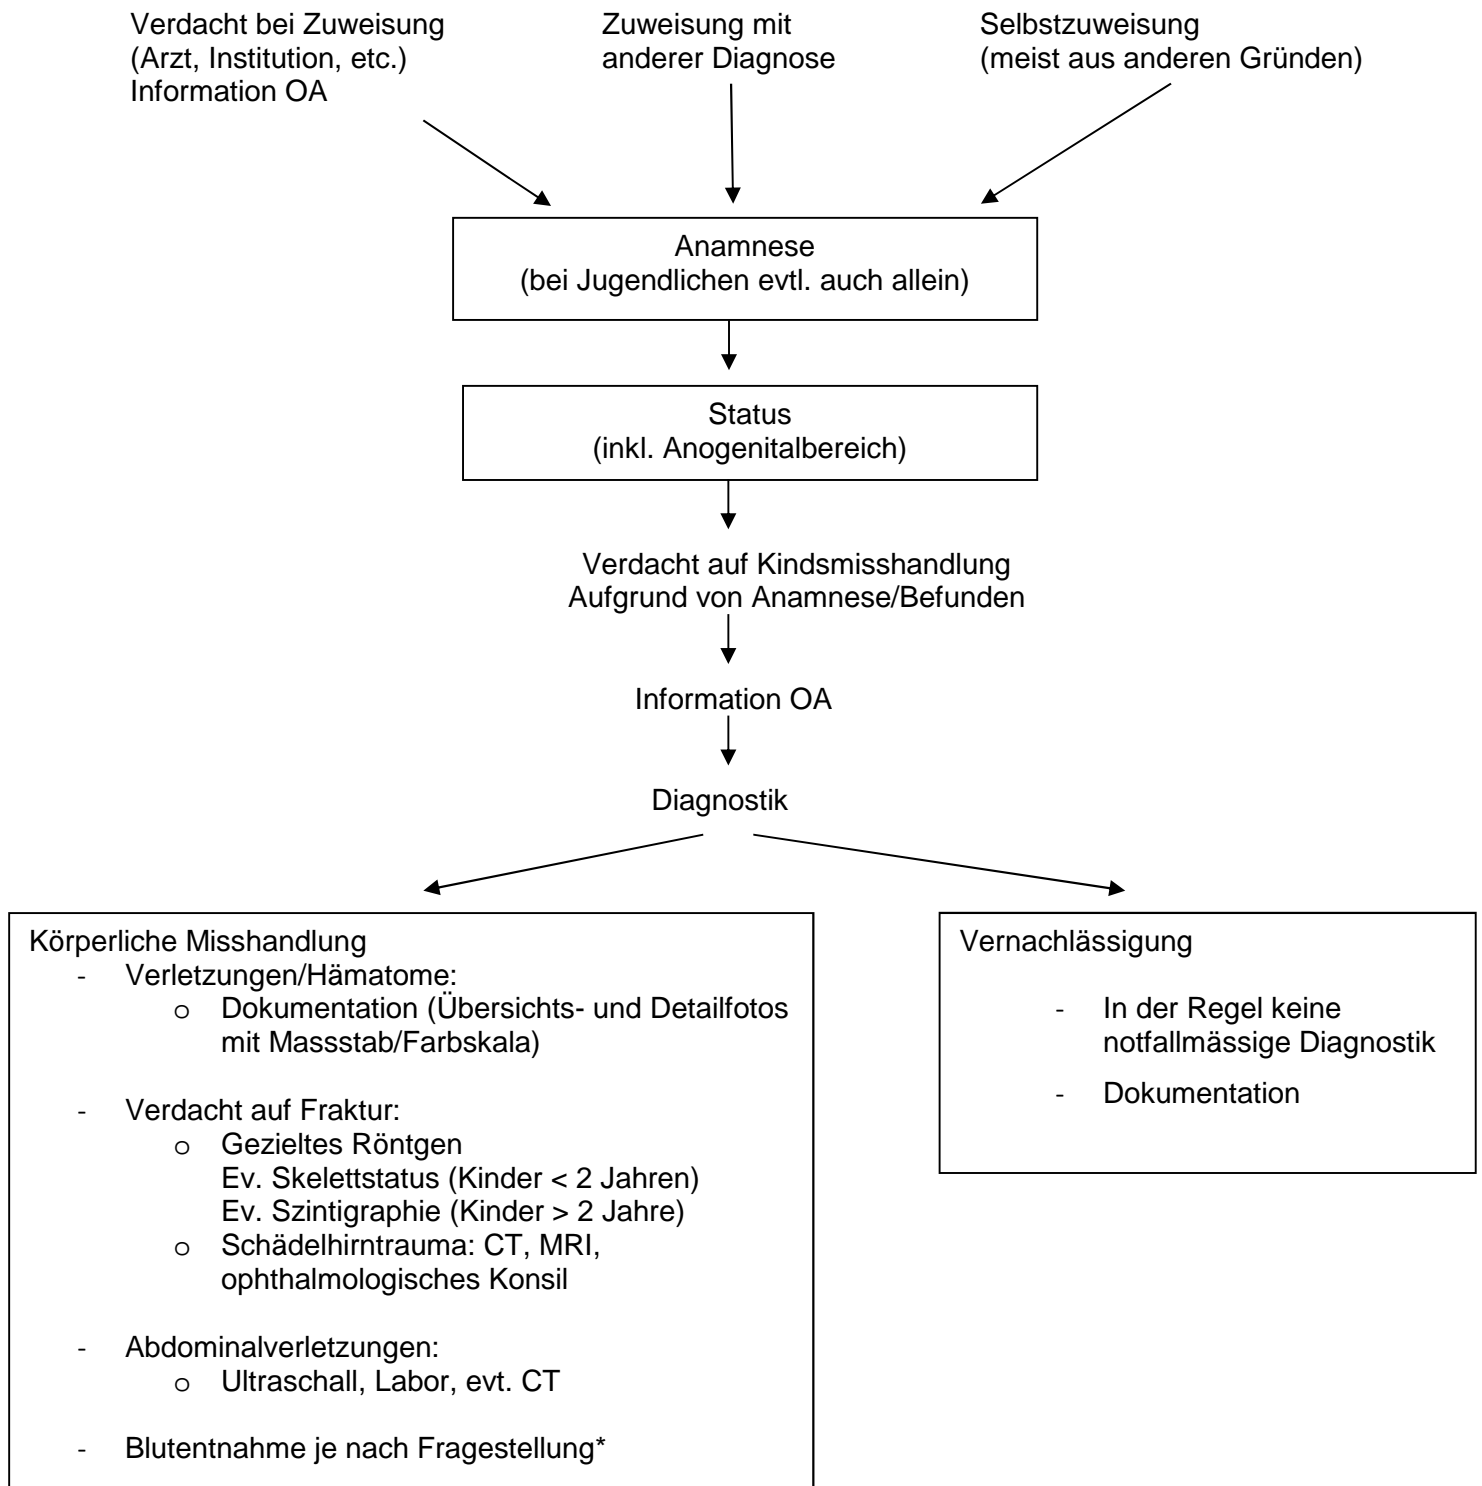 Verdacht bei Zuweisung
(Arzt, Institution, etc.)
Information OA
Zuweisung mit
anderer Diagnose
Selbstzuweisung
(meist aus anderen Gründen)
Anamnese
(bei Jugendlichen evtl. auch allein)
Status
(inkl. Anogenitalbereich)
Verdacht auf Kindsmisshandlung
Aufgrund von Anamnese/Befunden
Information OA
Diagnostik
Körperliche Misshandlung
- Verletzungen/Hämatome:
o Dokumentation (Übersichts- und Detailfotos
mit Massstab/Farbskala)
- Verdacht auf Fraktur:
o Gezieltes Röntgen
Ev. Skelettstatus (Kinder < 2 Jahren)
Ev. Szintigraphie (Kinder > 2 Jahre)
o Schädelhirntrauma: CT, MRI,
ophthalmologisches Konsil
- Abdominalverletzungen:
o Ultraschall, Labor, evt. CT
- Blutentnahme je nach Fragestellung*
Vernachlässigung
- In der Regel keine
notfallmässige Diagnostik
- Dokumentation